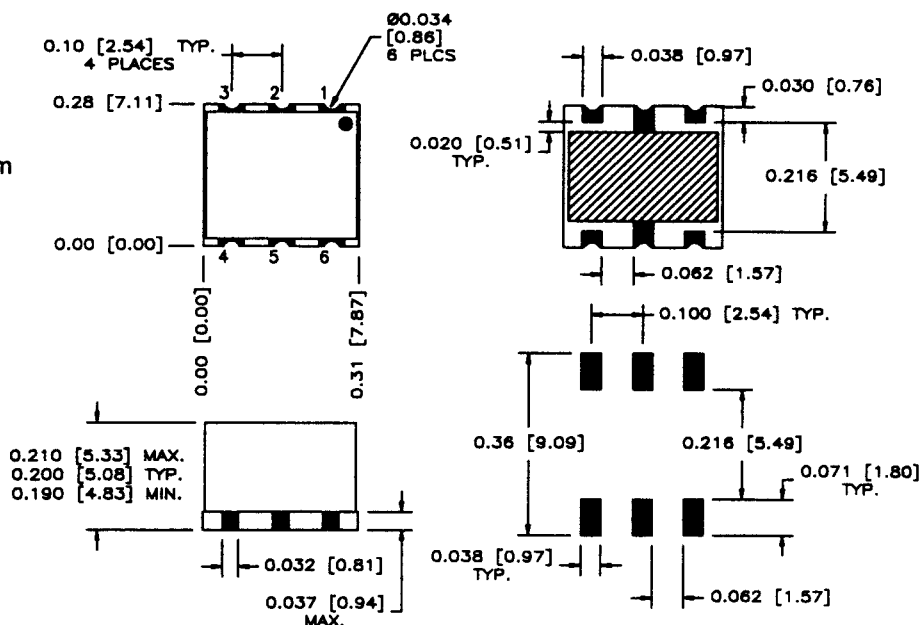 0.10 [2.54] TYP.
4 PLACES
Ø0.034
[0.86]
6 PLCS
0.28 [7.11]
3 2 1
m
0.00 [0.00]
4 5 6
0.00 [0.00]
0.31 [7.87]
0.038 [0.97]
0.030 [0.76]
0.020 [0.51]
TYP.
0.216 [5.49]
0.062 [1.57]
0.100 [2.54] TYP.
0.210 [5.33] MAX.
0.200 [5.08] TYP.
0.190 [4.83] MIN.
0.032 [0.81]
0.037 [0.94]
MAX.
0.36 [9.09]
0.216 [5.49]
0.071 [1.80]
TYP.
0.038 [0.97]
TYP.
0.062 [1.57]